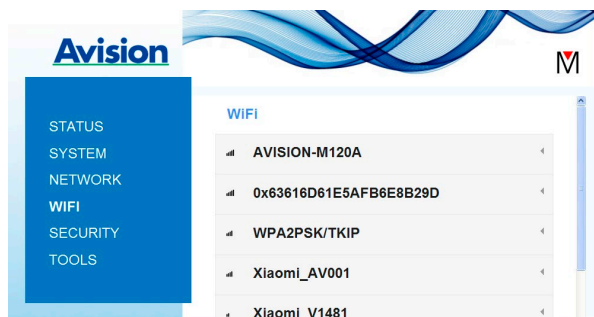 Avision
STATUS
SYSTEM
NETWORK
WIFI
SECURITY
TOOLS
WiFi
AVISION-M120A
0x63616D61E5AFB6E8B29D
WPA2PSK/TKIP
Xiaomi_AV001
Xiaomi_V1481